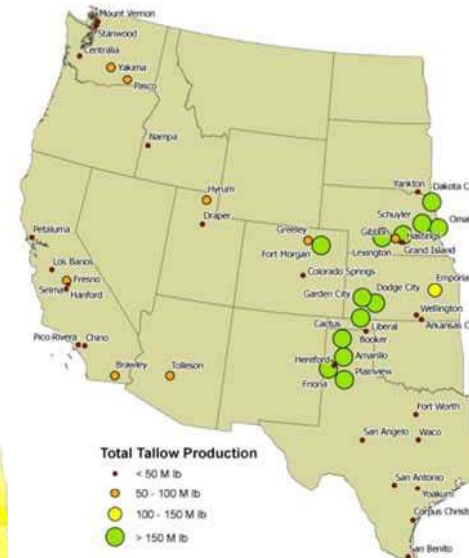 Mount Vernon
Stanwood
Centralia
Yakima
Pasco
Nampa
Hyrum
Draper
Yankton
Dakota C
Schuyler
Oma
Gibbon
Hastings
Lexington
Grand Island
Greeley
Fort Morgan
Petaluma
Los Banos
Fresno
Selma
Hanford
Colorado Springs
Garden City
Dodge City
Emporia
Wellington
Arkansas C
Liberal
Cactus
Booker
Pico-Rivera
Chino
Hereford
Amarillo
Plainview
Friona
Brawley
Tolleson
Fort Worth
San Angelo
Waco
San Antonio
Yoakum
Corpus Christ
San Benito
Total Tallow Production
< 50 M lb
50 - 100 M lb
100 - 150 M lb
> 150 M lb